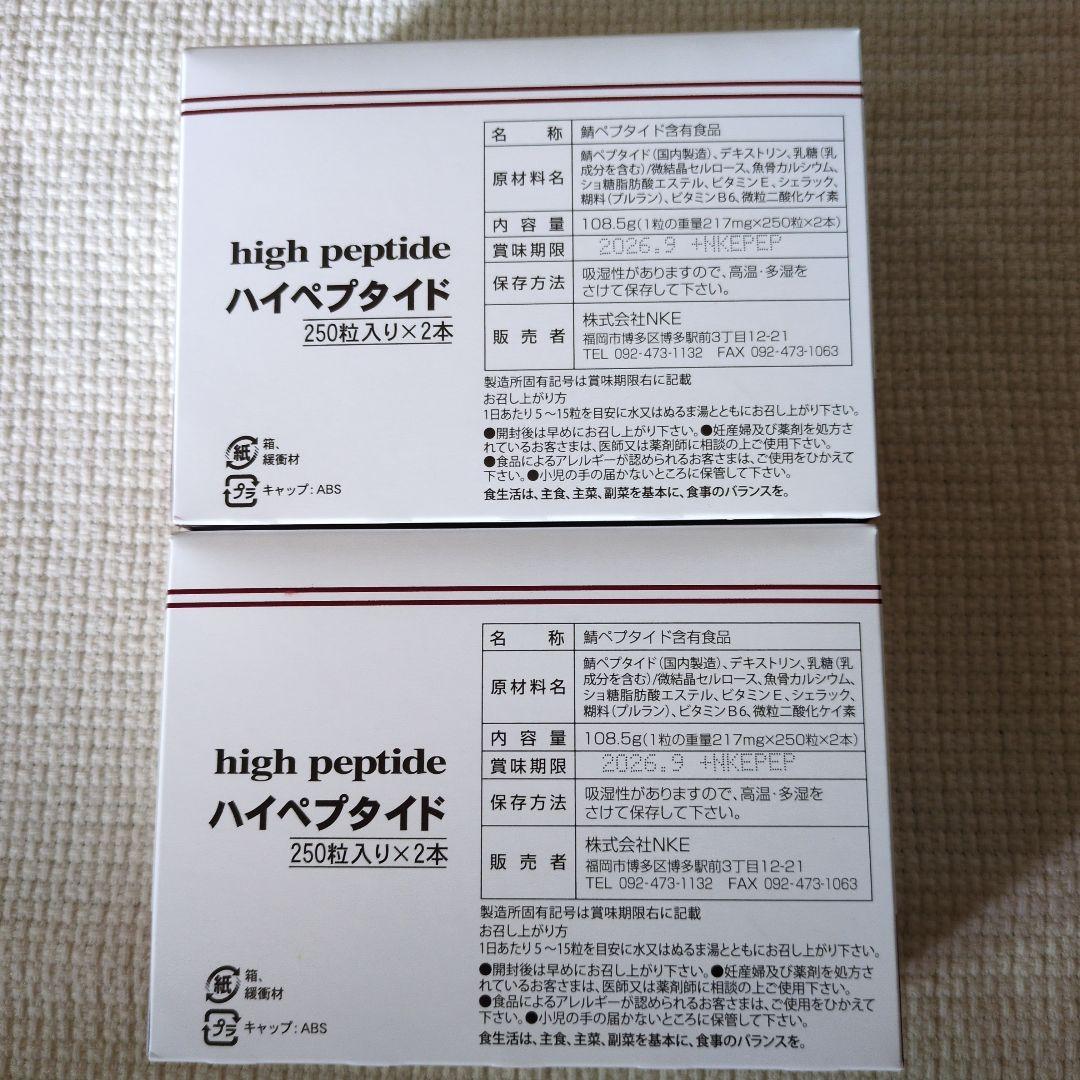 high peptide
ハイペプタイド
250粒入り×2本
箱、
紙
緩衝材
プラ
キャップ：ABS
名 称 鯖ペプタイド含有食品
原材料名 鯖ペプタイド（国内製造）、デキストリン、乳糖（乳
成分を含む）/微結晶セルロース、魚骨カルシウム、
ショ糖脂肪酸エステル、ビタミンE、シェラック、
糊料（プルラン）、ビタミンB6、微粒二酸化ケイ素
内容量 108.5g（1粒の重量217mg×250粒×2本）
賞味期限 2026.9 +NKEPEP
保存方法 吸湿性がありますので、高温・多湿を
さけて保存して下さい。
販売者 株式会社NKE
福岡市博多区博多駅前3丁目12-21
TEL 092-473-1132 FAX 092-473-1063
製造所固有記号は賞味期限右に記載
お召し上がり方
1日あたり5～15粒を目安に水又はぬるま湯とともにお召し上がり下さい。
●開封後は早めにお召し上がり下さい。●妊産婦及び薬剤を処方さ
れているお客さまは、医師又は薬剤師に相談の上ご使用下さい。
●食品によるアレルギーが認められるお客さまは、ご使用をひかえて
下さい。●小児の手の届かないところに保管して下さい。
食生活は、主食、主菜、副菜を基本に、食事のバランスを。
high peptide
ハイペプタイド
250粒入り×2本
箱、
紙
緩衝材
プラ
キャップ：ABS
名 称 鯖ペプタイド含有食品
原材料名 鯖ペプタイド（国内製造）、デキストリン、乳糖（乳
成分を含む）/微結晶セルロース、魚骨カルシウム、
ショ糖脂肪酸エステル、ビタミンE、シェラック、
糊料（プルラン）、ビタミンB6、微粒二酸化ケイ素
内容量 108.5g（1粒の重量217mg×250粒×2本）
賞味期限 2026.9 +NKEPEP
保存方法 吸湿性がありますので、高温・多湿を
さけて保存して下さい。
販売者 株式会社NKE
福岡市博多区博多駅前3丁目12-21
TEL 092-473-1132 FAX 092-473-1063
製造所固有記号は賞味期限右に記載
お召し上がり方
1日あたり5～15粒を目安に水又はぬるま湯とともにお召し上がり下さい。
●開封後は早めにお召し上がり下さい。●妊産婦及び薬剤を処方さ
れているお客さまは、医師又は薬剤師に相談の上ご使用下さい。
●食品によるアレルギーが認められるお客さまは、ご使用をひかえて
下さい。●小児の手の届かないところに保管して下さい。
食生活は、主食、主菜、副菜を基本に、食事のバランスを。